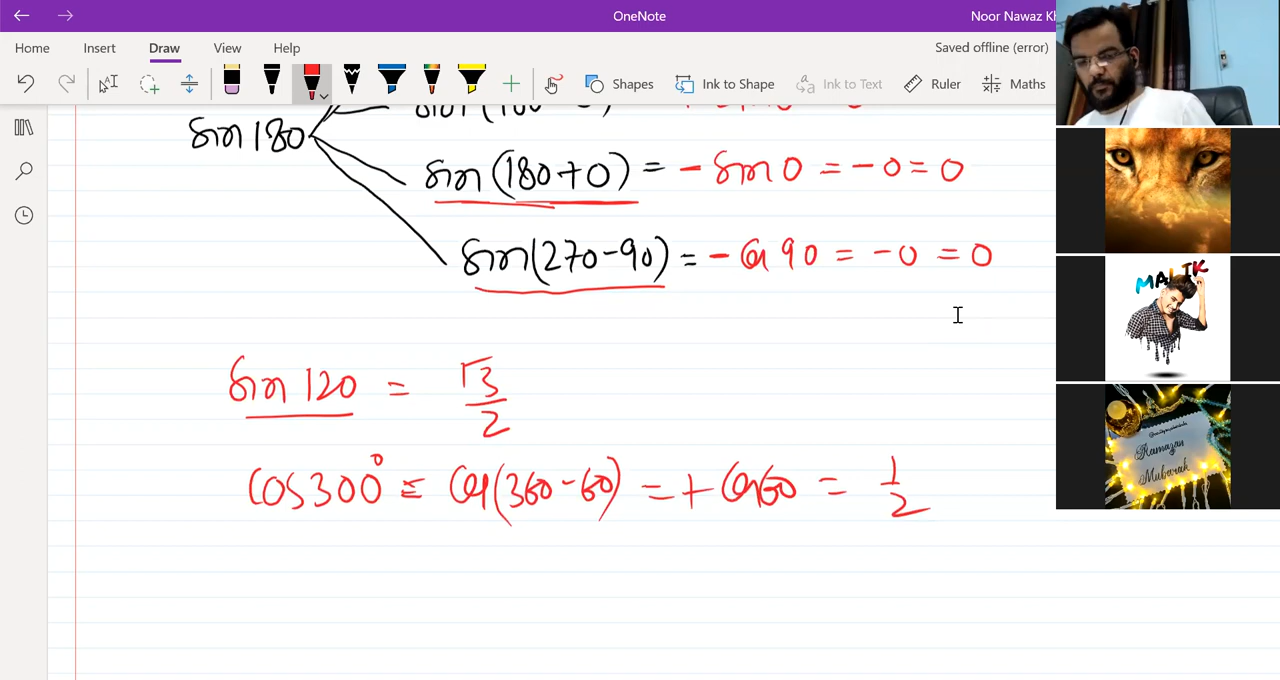 OneNote
Noor Nawaz Kh
Home Insert Draw View Help
Saved offline (error)
Shapes Ink to Shape Ink to Text Ruler Maths
sin 180
sin (180+0) = - sin 0 = -0 = 0
sin (270-90) = - Cos 90 = -0 = 0
sin 120 = √3/2
Cos 300° = Cos (360-60) = + Cos 60 = 1/2
MALIK
Ramazan
Mubarak